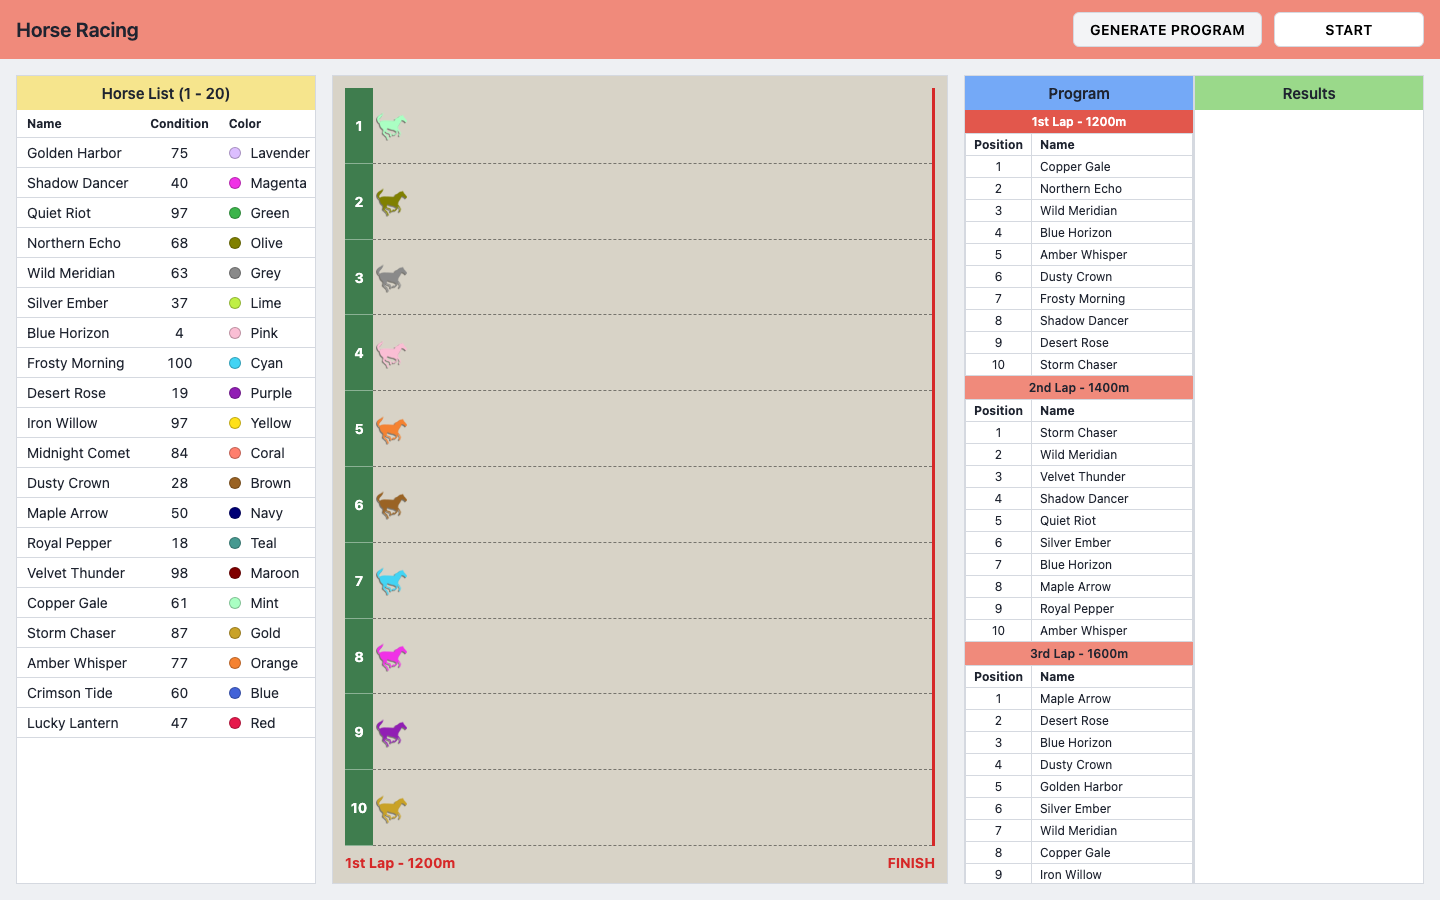 Horse Racing
GENERATE PROGRAM
START
Horse List (1 - 20)
Name Condition Color
Golden Harbor 75 Lavender
Shadow Dancer 40 Magenta
Quiet Riot 97 Green
Northern Echo 68 Olive
Wild Meridian 63 Grey
Silver Ember 37 Lime
Blue Horizon 4 Pink
Frosty Morning 100 Cyan
Desert Rose 19 Purple
Iron Willow 97 Yellow
Midnight Comet 84 Coral
Dusty Crown 28 Brown
Maple Arrow 50 Navy
Royal Pepper 18 Teal
Velvet Thunder 98 Maroon
Copper Gale 61 Mint
Storm Chaser 87 Gold
Amber Whisper 77 Orange
Crimson Tide 60 Blue
Lucky Lantern 47 Red
1
2
3
4
5
6
7
8
9
10
1st Lap - 1200m FINISH
Program
1st Lap - 1200m
Position Name
1 Copper Gale
2 Northern Echo
3 Wild Meridian
4 Blue Horizon
5 Amber Whisper
6 Dusty Crown
7 Frosty Morning
8 Shadow Dancer
9 Desert Rose
10 Storm Chaser
2nd Lap - 1400m
Position Name
1 Storm Chaser
2 Wild Meridian
3 Velvet Thunder
4 Shadow Dancer
5 Quiet Riot
6 Silver Ember
7 Blue Horizon
8 Maple Arrow
9 Royal Pepper
10 Amber Whisper
3rd Lap - 1600m
Position Name
1 Maple Arrow
2 Desert Rose
3 Blue Horizon
4 Dusty Crown
5 Golden Harbor
6 Silver Ember
7 Wild Meridian
8 Copper Gale
9 Iron Willow
Results